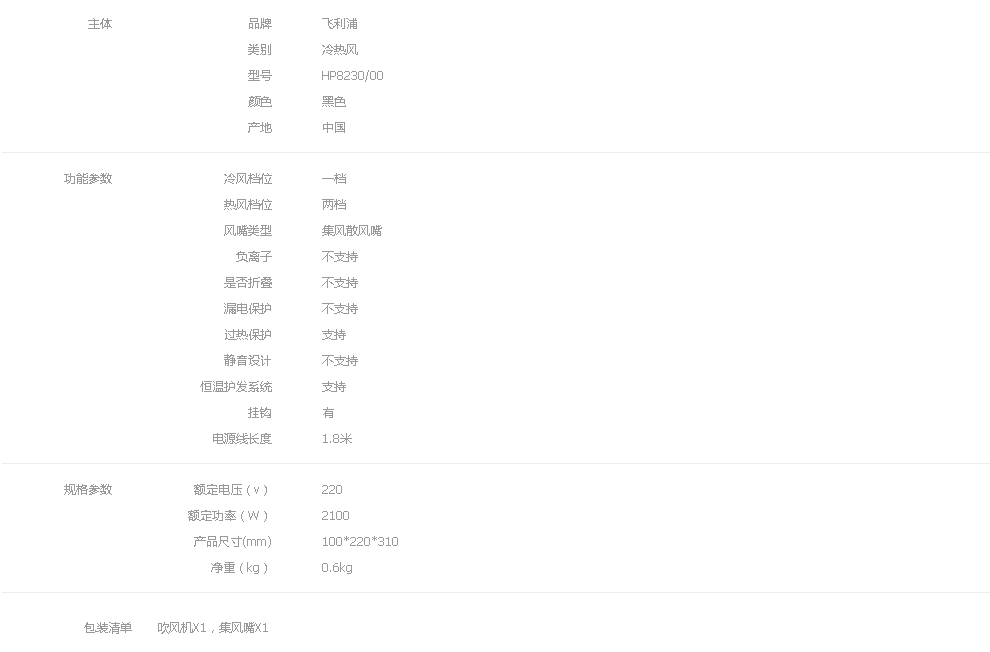 主体 品牌 飞利浦
类别 冷热风
型号 HP8230/00
颜色 黑色
产地 中国
功能参数 冷风档位 一档
热风档位 两档
风嘴类型 集风散风嘴
负离子 不支持
是否折叠 不支持
漏电保护 不支持
过热保护 支持
静音设计 不支持
恒温护发系统 支持
挂钩 有
电源线长度 1.8米
规格参数 额定电压（v） 220
额定功率（W） 2100
产品尺寸(mm) 100*220*310
净重（kg） 0.6kg
包装清单 吹风机X1，集风嘴X1